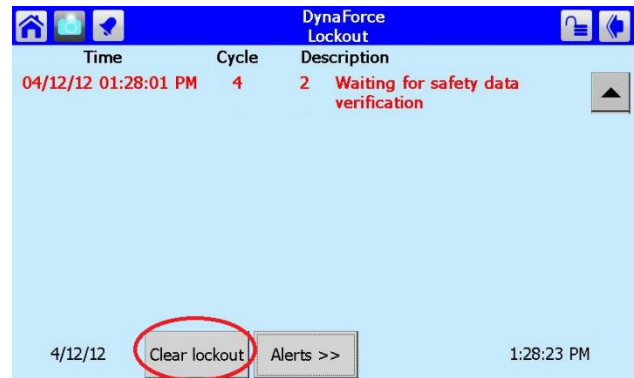 DynaForce
Lockout
Time Cycle Description
04/12/12 01:28:01 PM 4 2 Waiting for safety data
verification
4/12/12 Clear lockout Alerts >> 1:28:23 PM